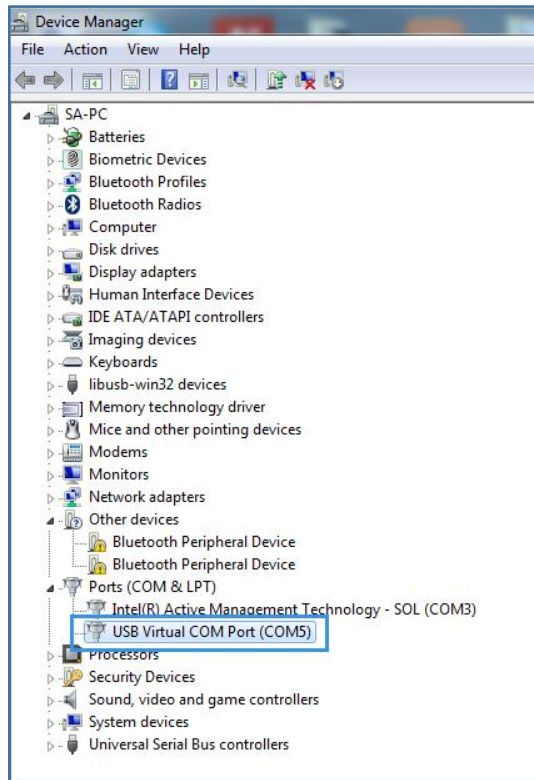 Device Manager
File Action View Help
SA-PC
Batteries
Biometric Devices
Bluetooth Profiles
Bluetooth Radios
Computer
Disk drives
Display adapters
Human Interface Devices
IDE ATA/ATAPI controllers
Imaging devices
Keyboards
libusb-win32 devices
Memory technology driver
Mice and other pointing devices
Modems
Monitors
Network adapters
Other devices
Bluetooth Peripheral Device
Bluetooth Peripheral Device
Ports (COM & LPT)
Intel(R) Active Management Technology - SOL (COM3)
USB Virtual COM Port (COM5)
Processors
Security Devices
Sound, video and game controllers
System devices
Universal Serial Bus controllers